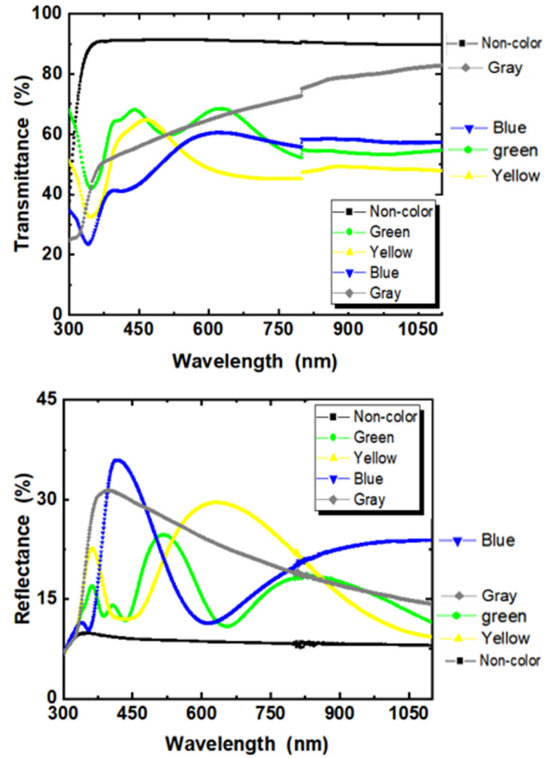 100
80
60
40
20
0
Transmittance (%)
300 450 600 750 900 1050
Wavelength (nm)
Non-color
Green
Yellow
Blue
Gray
Non-color
Gray
Blue
green
Yellow
45
30
15
0
Reflectance (%)
300 450 600 750 900 1050
Wavelength (nm)
Non-color
Green
Yellow
Blue
Gray
Blue
Gray
green
Yellow
Non-color